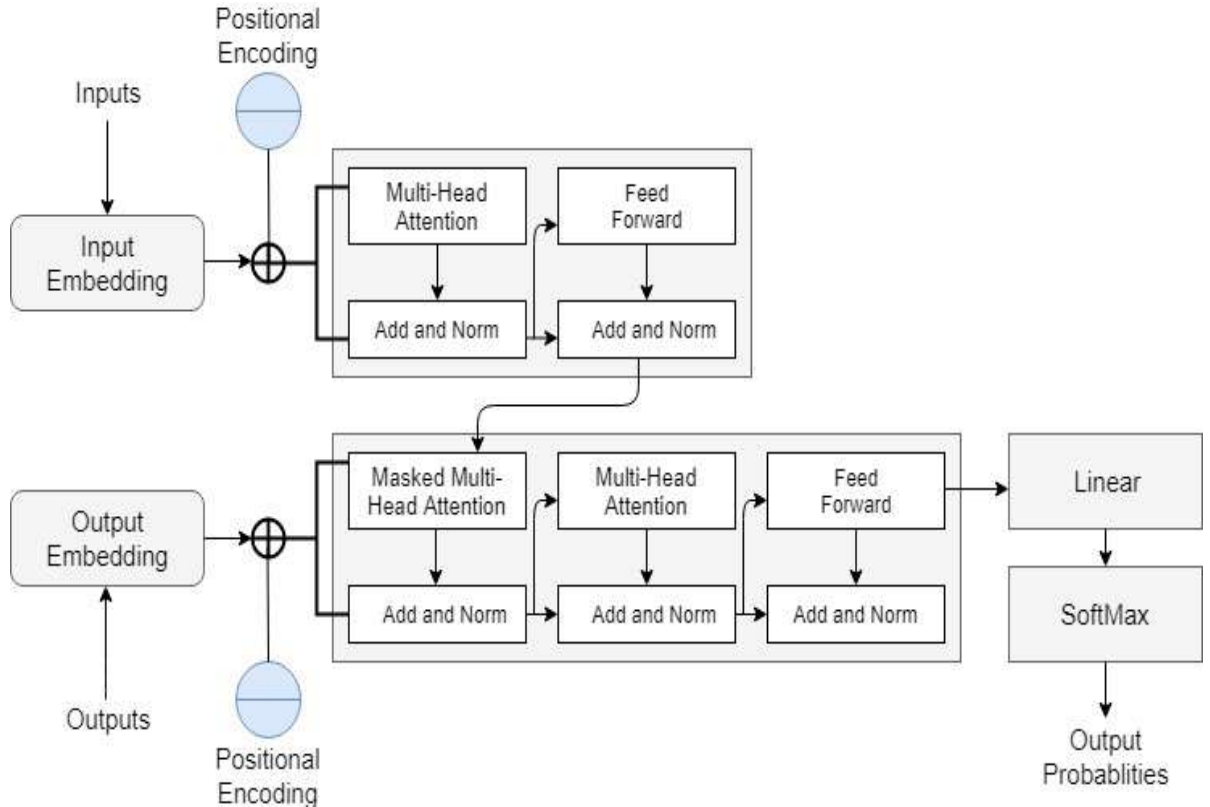 Positional
Encoding
Inputs
Input
Embedding
Multi-Head
Attention
Feed
Forward
Add and Norm
Add and Norm
Output
Embedding
Outputs
Positional
Encoding
Masked Multi-
Head Attention
Multi-Head
Attention
Feed
Forward
Add and Norm
Add and Norm
Add and Norm
Linear
SoftMax
Output
Probablities